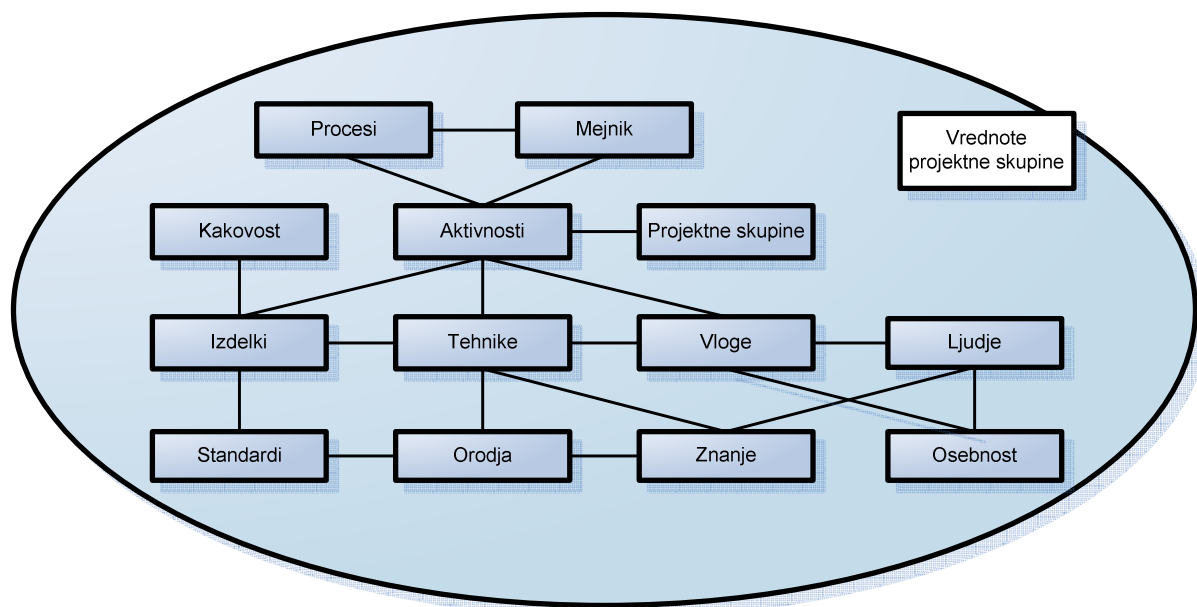 Procesi
Mejnik
Vrednote
projektne skupine
Kakovost
Aktivnosti
Projektne skupine
Izdelki
Tehnike
Vloge
Ljudje
Standardi
Orodja
Znanje
Osebnost